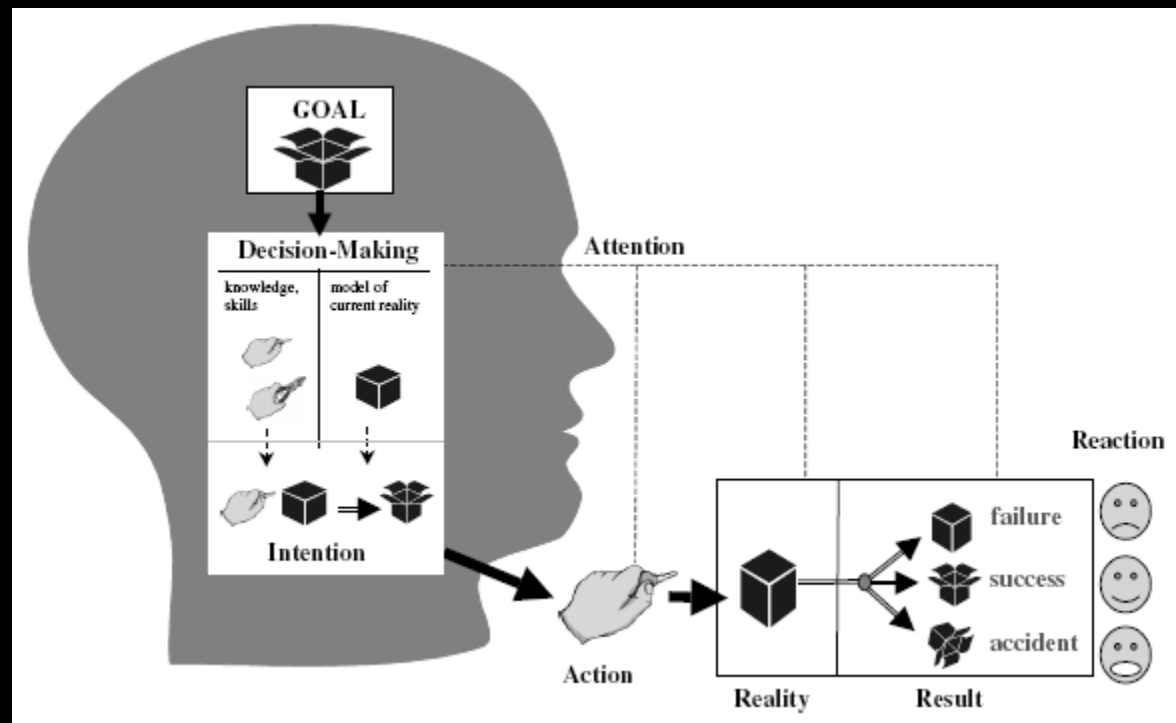 GOAL
Decision-Making
knowledge,
skills
model of
current reality
Intention
Attention
Action
Reality
Result
failure
success
accident
Reaction